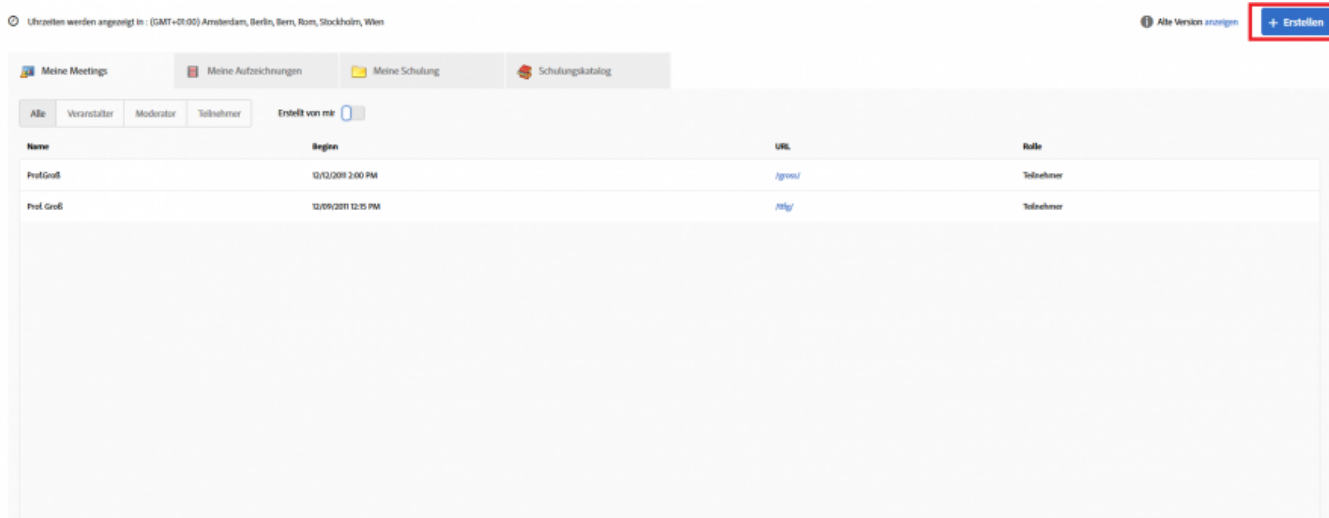 Uhrzeiten werden angezeigt in : (GMT+01:00) Amsterdam, Berlin, Bern, Rom, Stockholm, Wien
Alte Version anzeigen
+ Erstellen
Meine Meetings Meine Aufzeichnungen Meine Schulung Schulungskatalog
Alle Veranstalter Moderator Teilnehmer Erstellt von mir
Name Beginn URL Rolle
Prof.Groß 12/12/2011 2:00 PM /gross/ Teilnehmer
Prof. Groß 12/09/2011 12:15 PM Teilnehmer